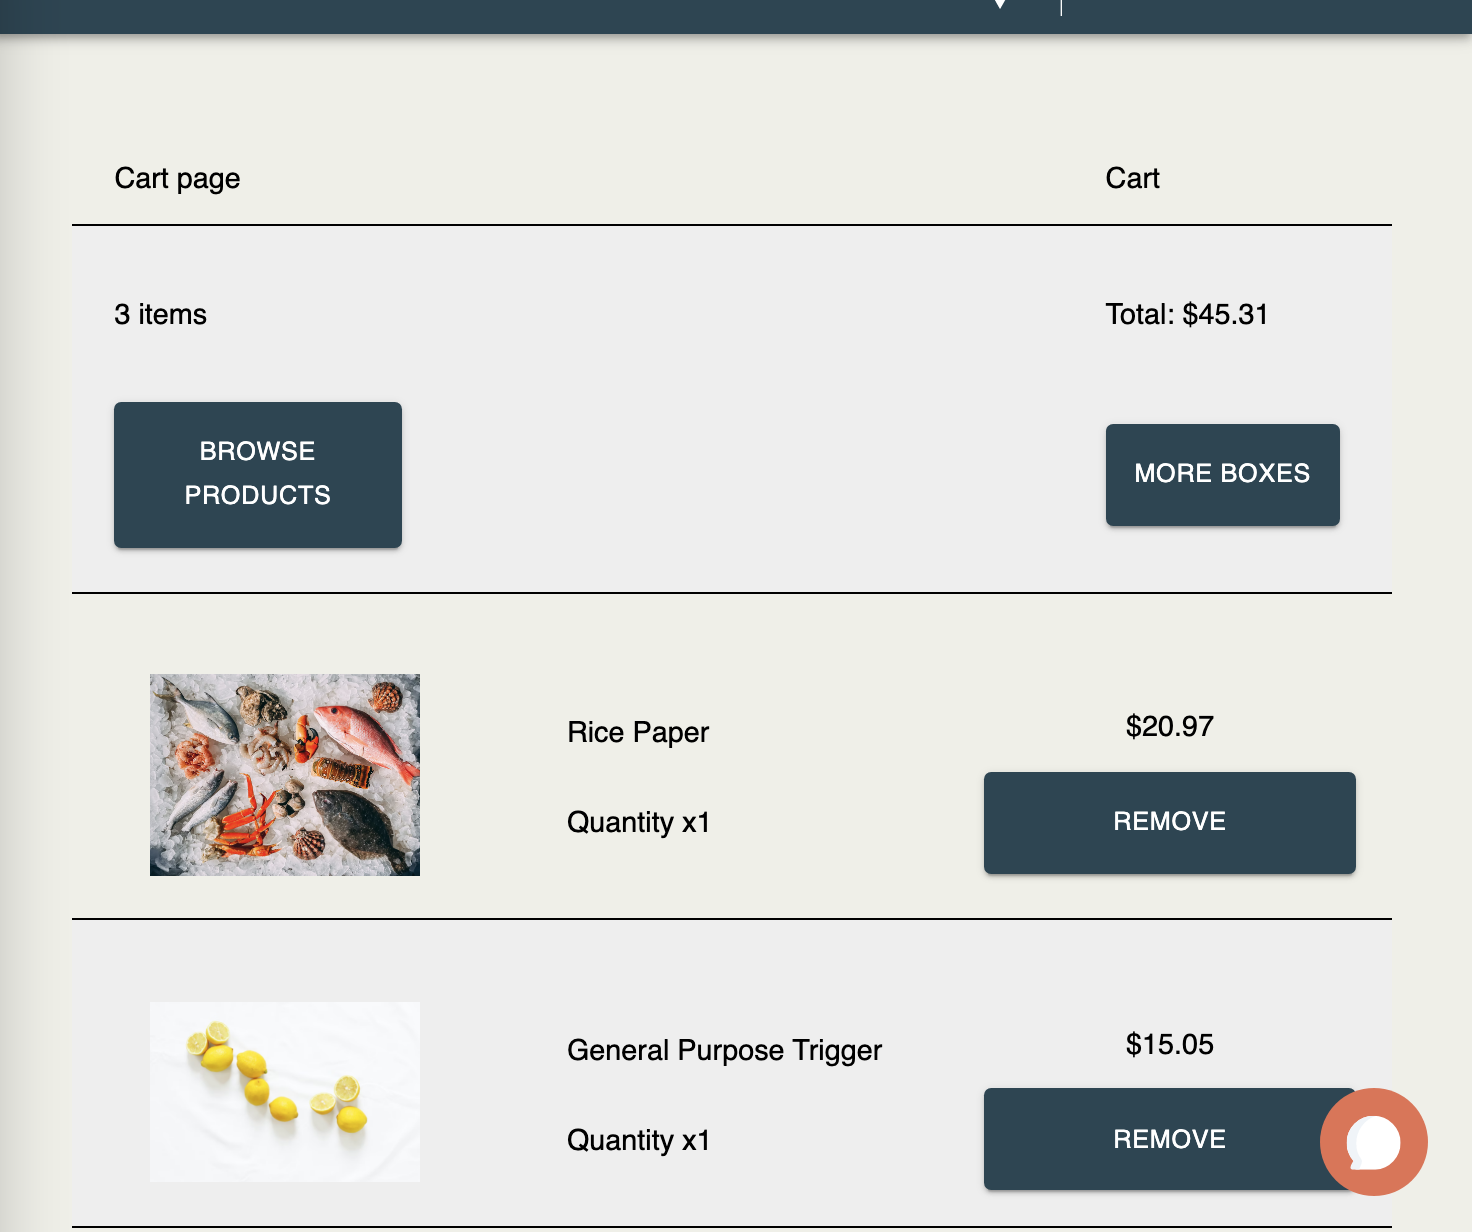 Cart page
Cart
3 items
Total: $45.31
BROWSE
PRODUCTS
MORE BOXES
Rice Paper
$20.97
Quantity x1
REMOVE
General Purpose Trigger
$15.05
Quantity x1
REMOVE